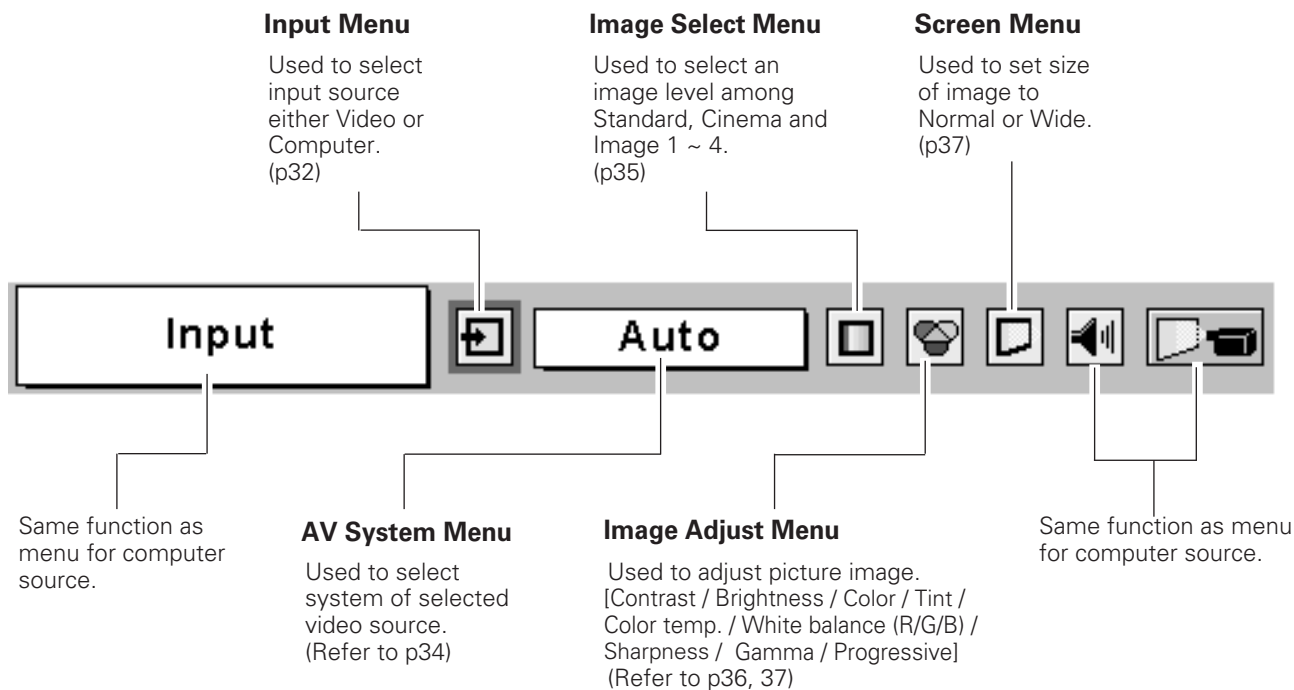 Input Menu
Used to select
input source
either Video or
Computer.
(p32)
Image Select Menu
Used to select an
image level among
Standard, Cinema and
Image 1 ~ 4.
(p35)
Screen Menu
Used to set size
of image to
Normal or Wide.
(p37)
Input
Auto
Same function as
menu for computer
source.
AV System Menu
Used to select
system of selected
video source.
(Refer to p34)
Image Adjust Menu
Used to adjust picture image.
[Contrast / Brightness / Color / Tint /
Color temp. / White balance (R/G/B) /
Sharpness / Gamma / Progressive]
(Refer to p36, 37)
Same function as menu
for computer source.